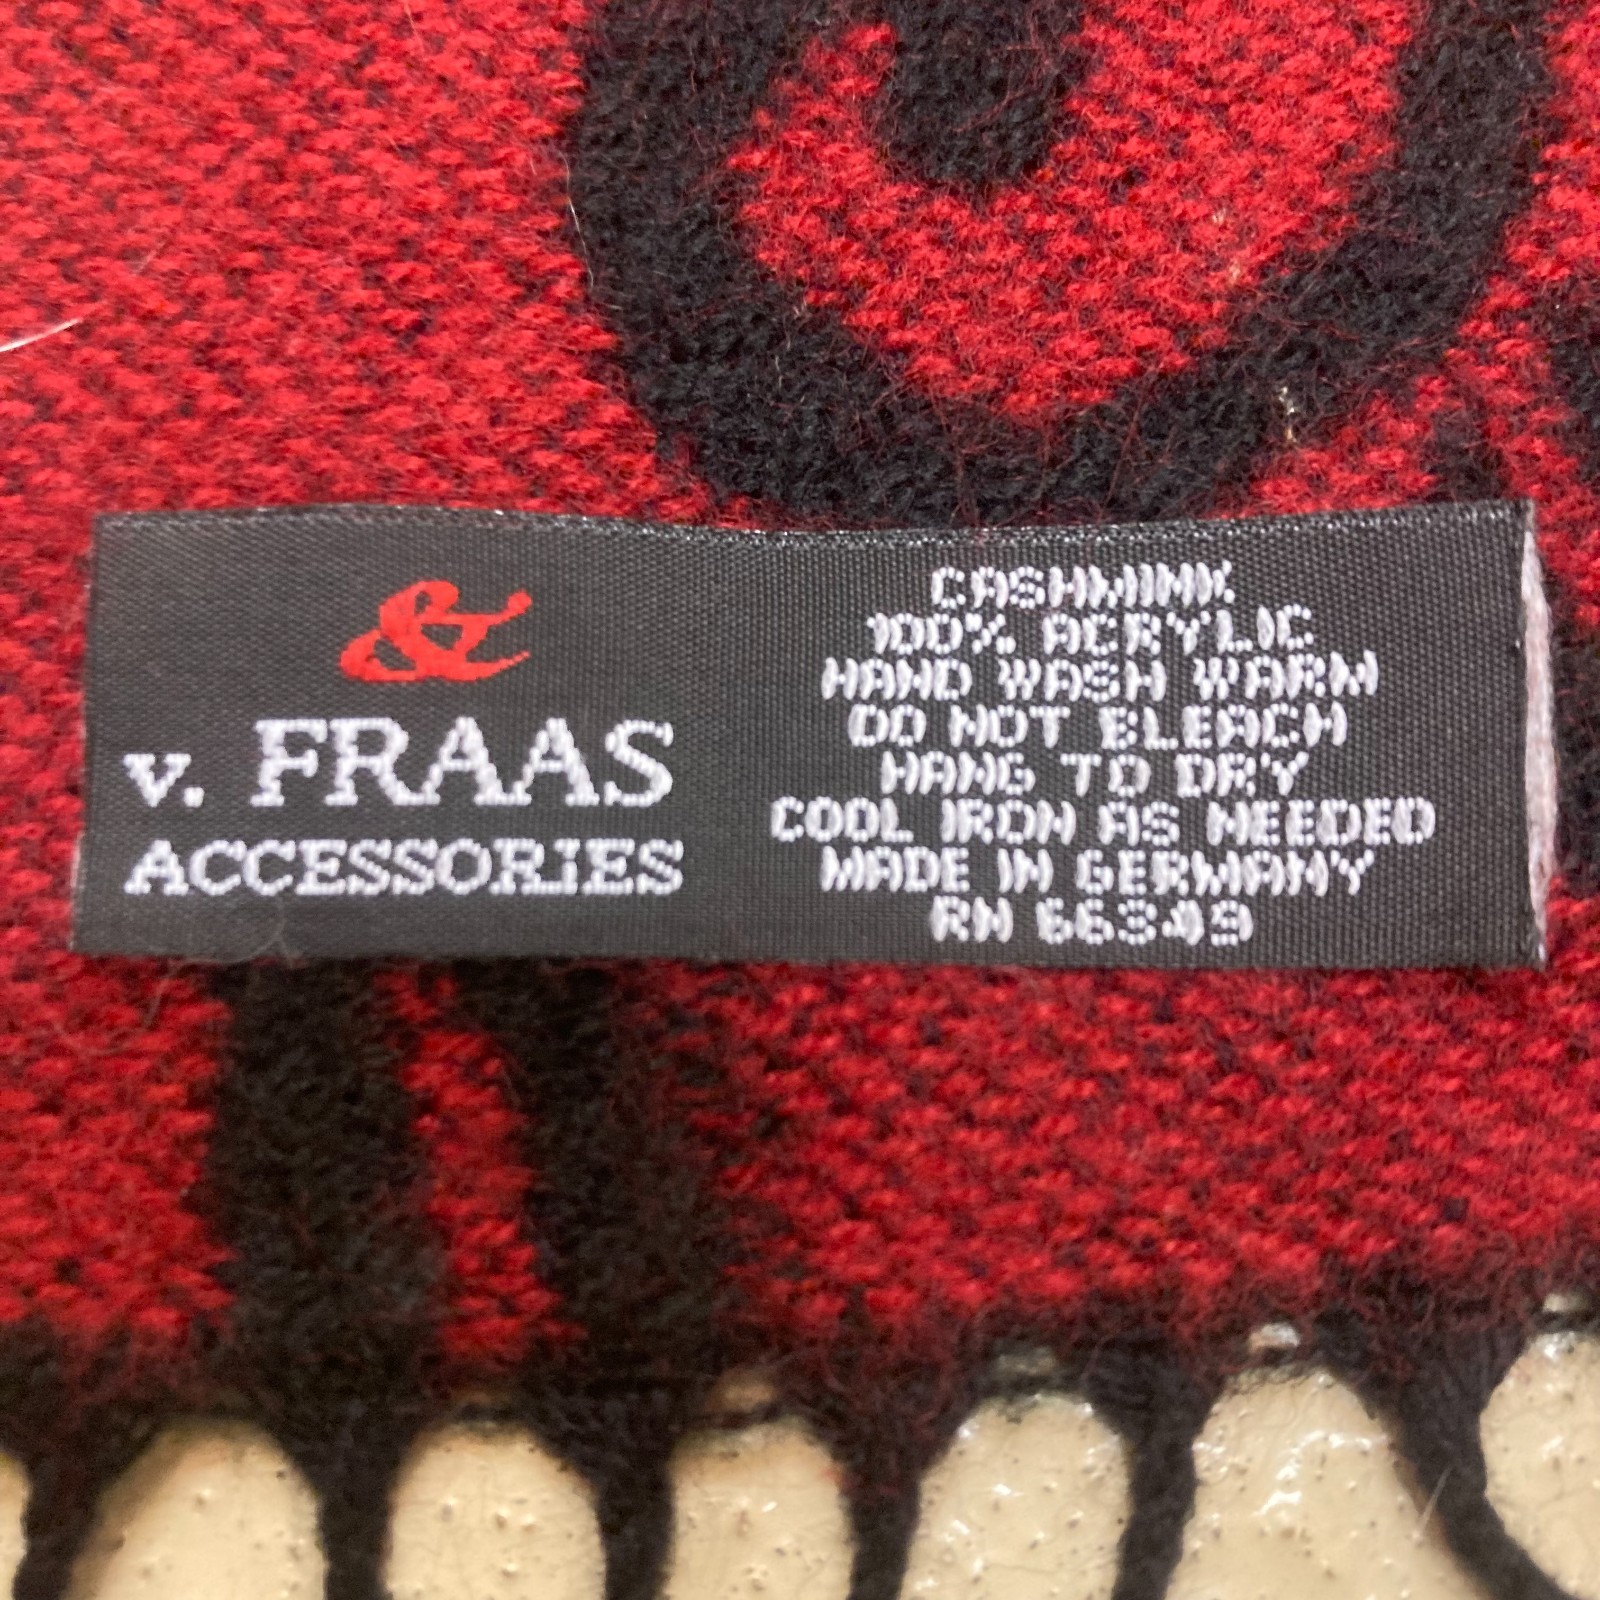 &
v. FRAAS
ACCESSORIES
CASHMINK
100% ACRYLIC
HAND WASH WARM
DO NOT BLEACH
HANG TO DRY
COOL IRON AS NEEDED
MADE IN GERMANY
RN 66349